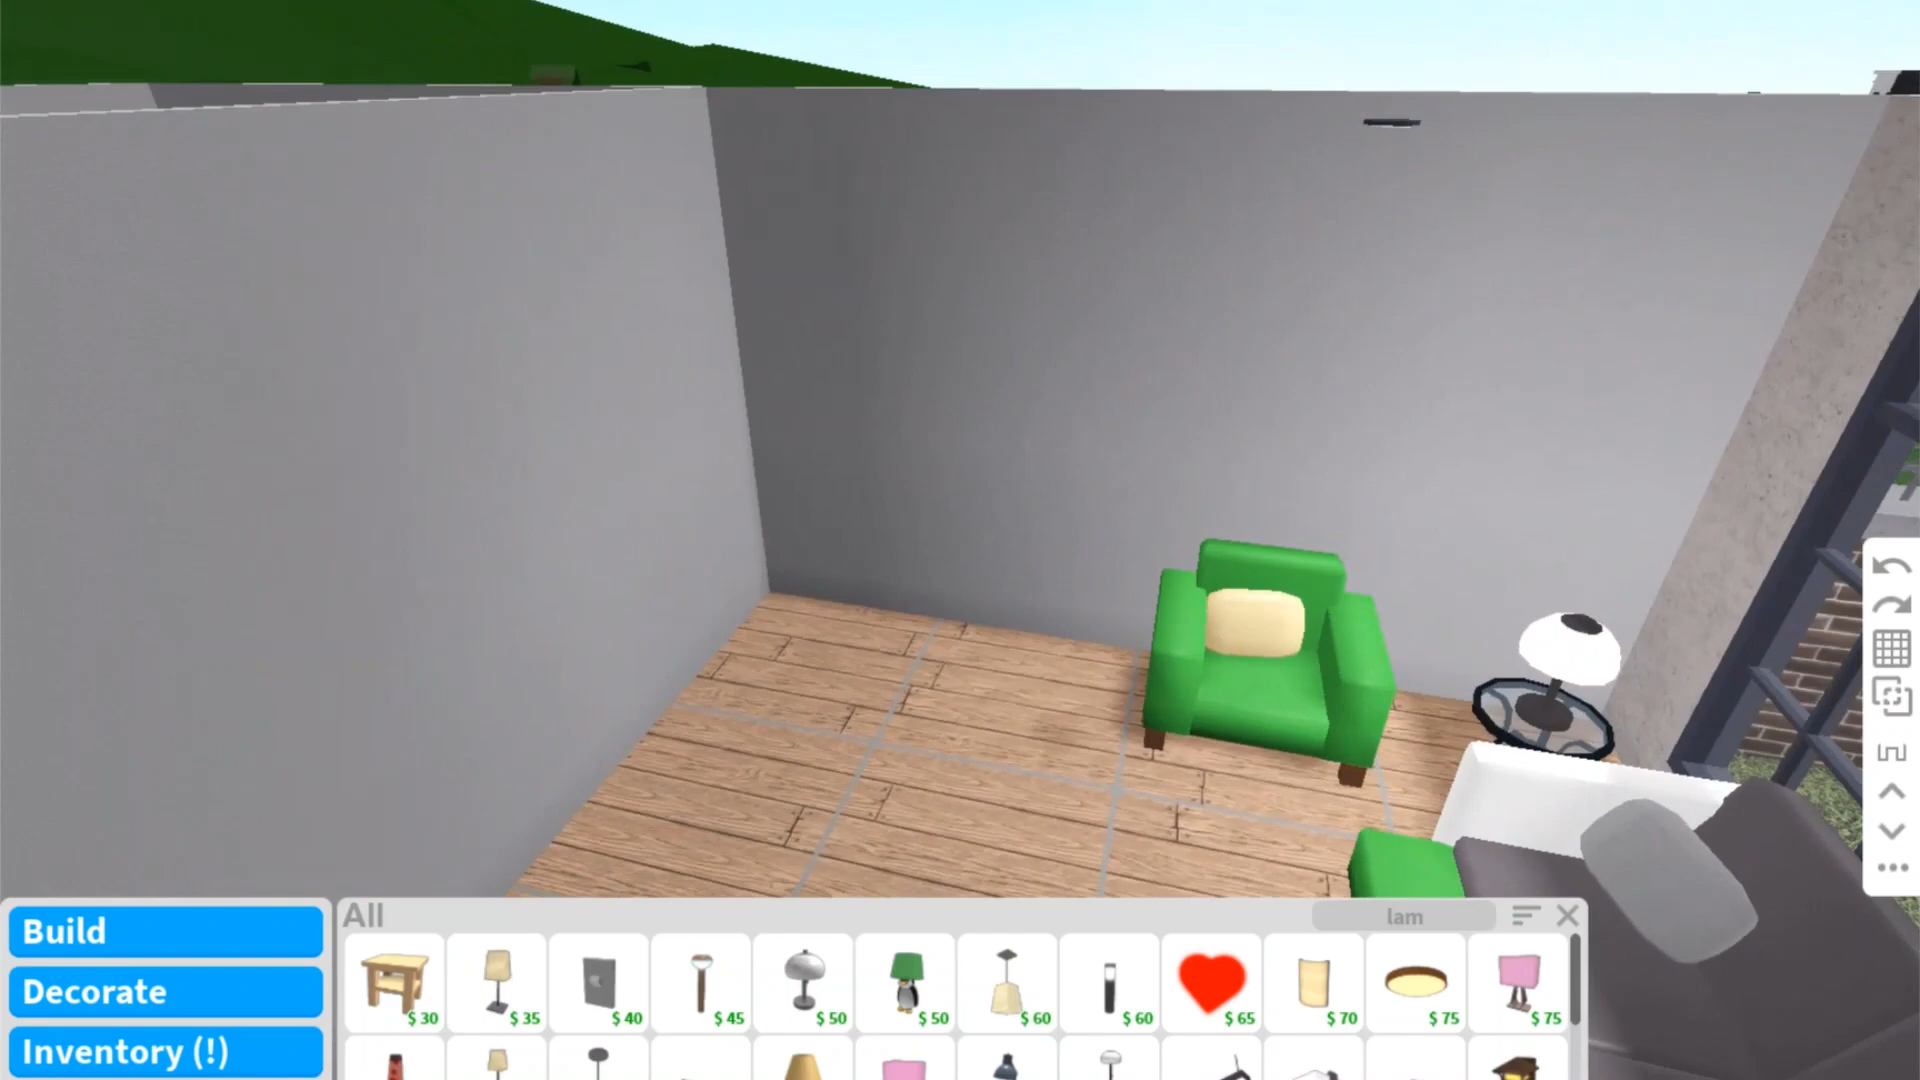 All
lam
Build
Decorate
Inventory (!)
$ 30
$ 35
$ 40
$ 45
$ 50
$ 50
$ 60
$ 60
$ 65
$ 70
$ 75
$ 75